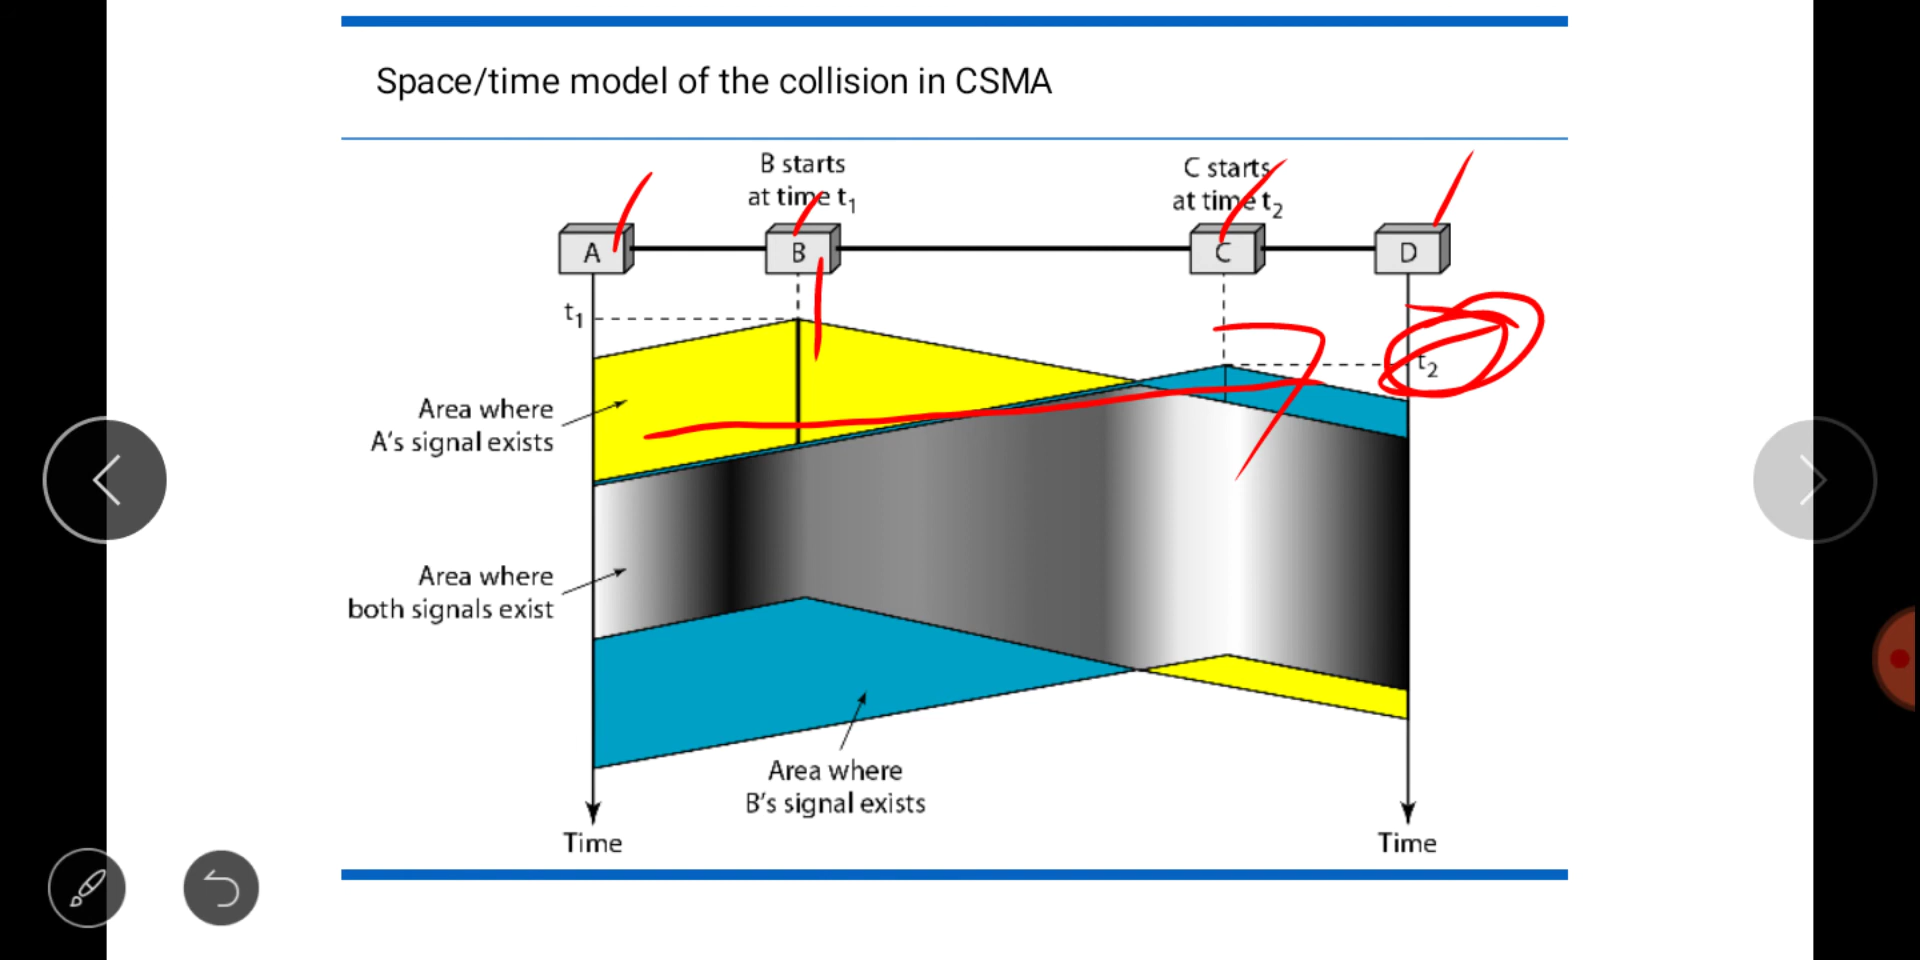 Space/time model of the collision in CSMA
B starts
at time t₁
C starts
at time t₂
A
B
C
D
t₁
t₂
Area where
A's signal exists
Area where
both signals exist
Area where
B's signal exists
Time
Time